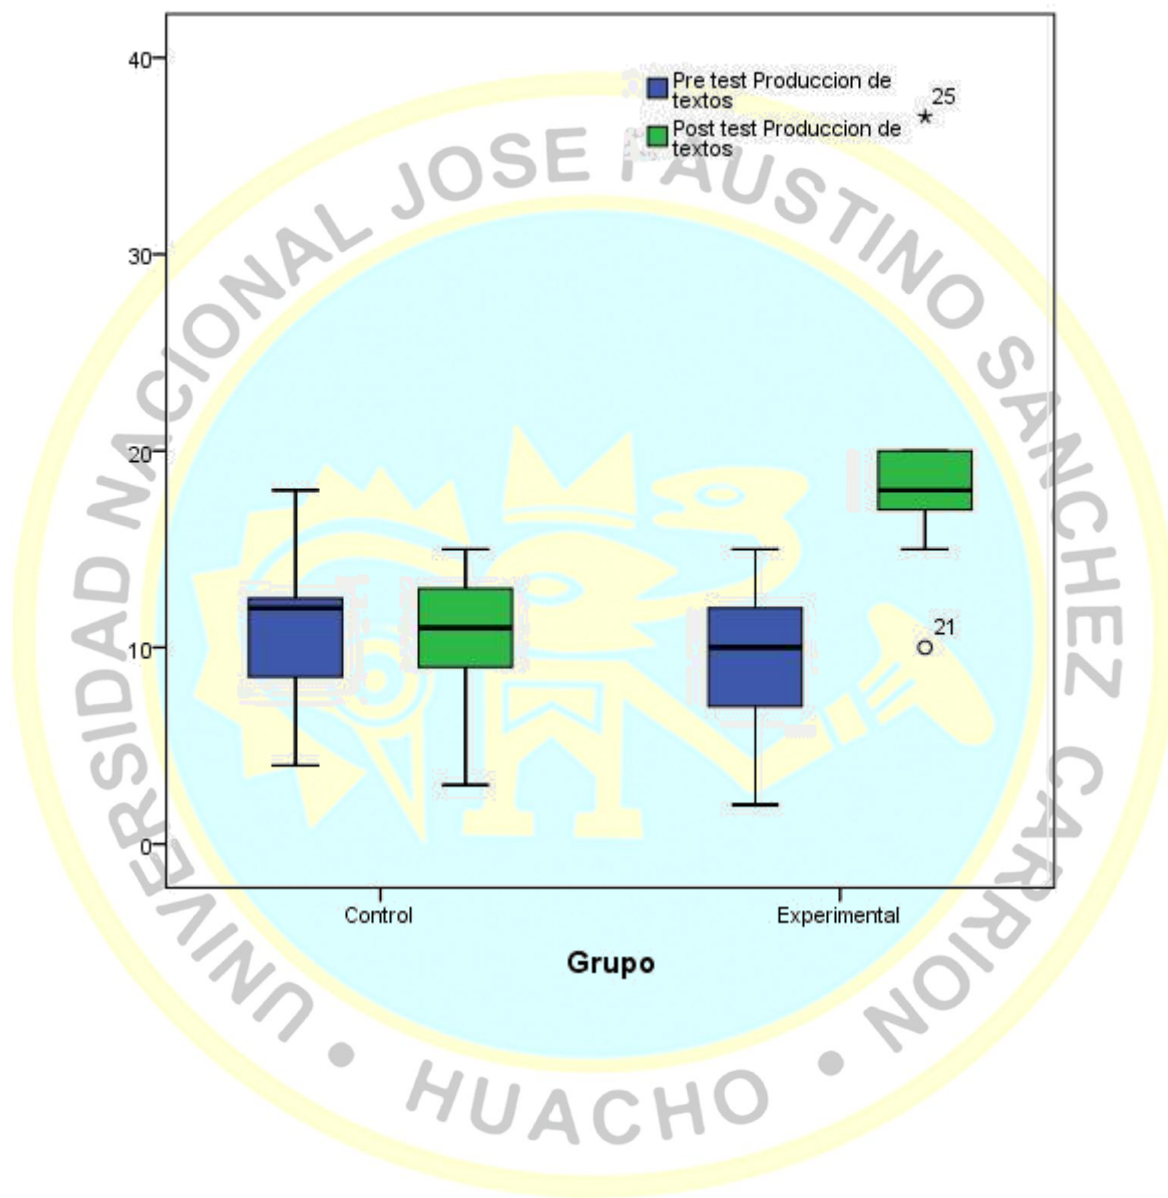 40
30
20
10
0
Pre test Produccion de
textos
Post test Produccion de
textos
25
21
Control
Experimental
Grupo
UNIVERSIDAD NACIONAL JOSE FAUSTINO SANCHEZ CARRION • HUACHO •